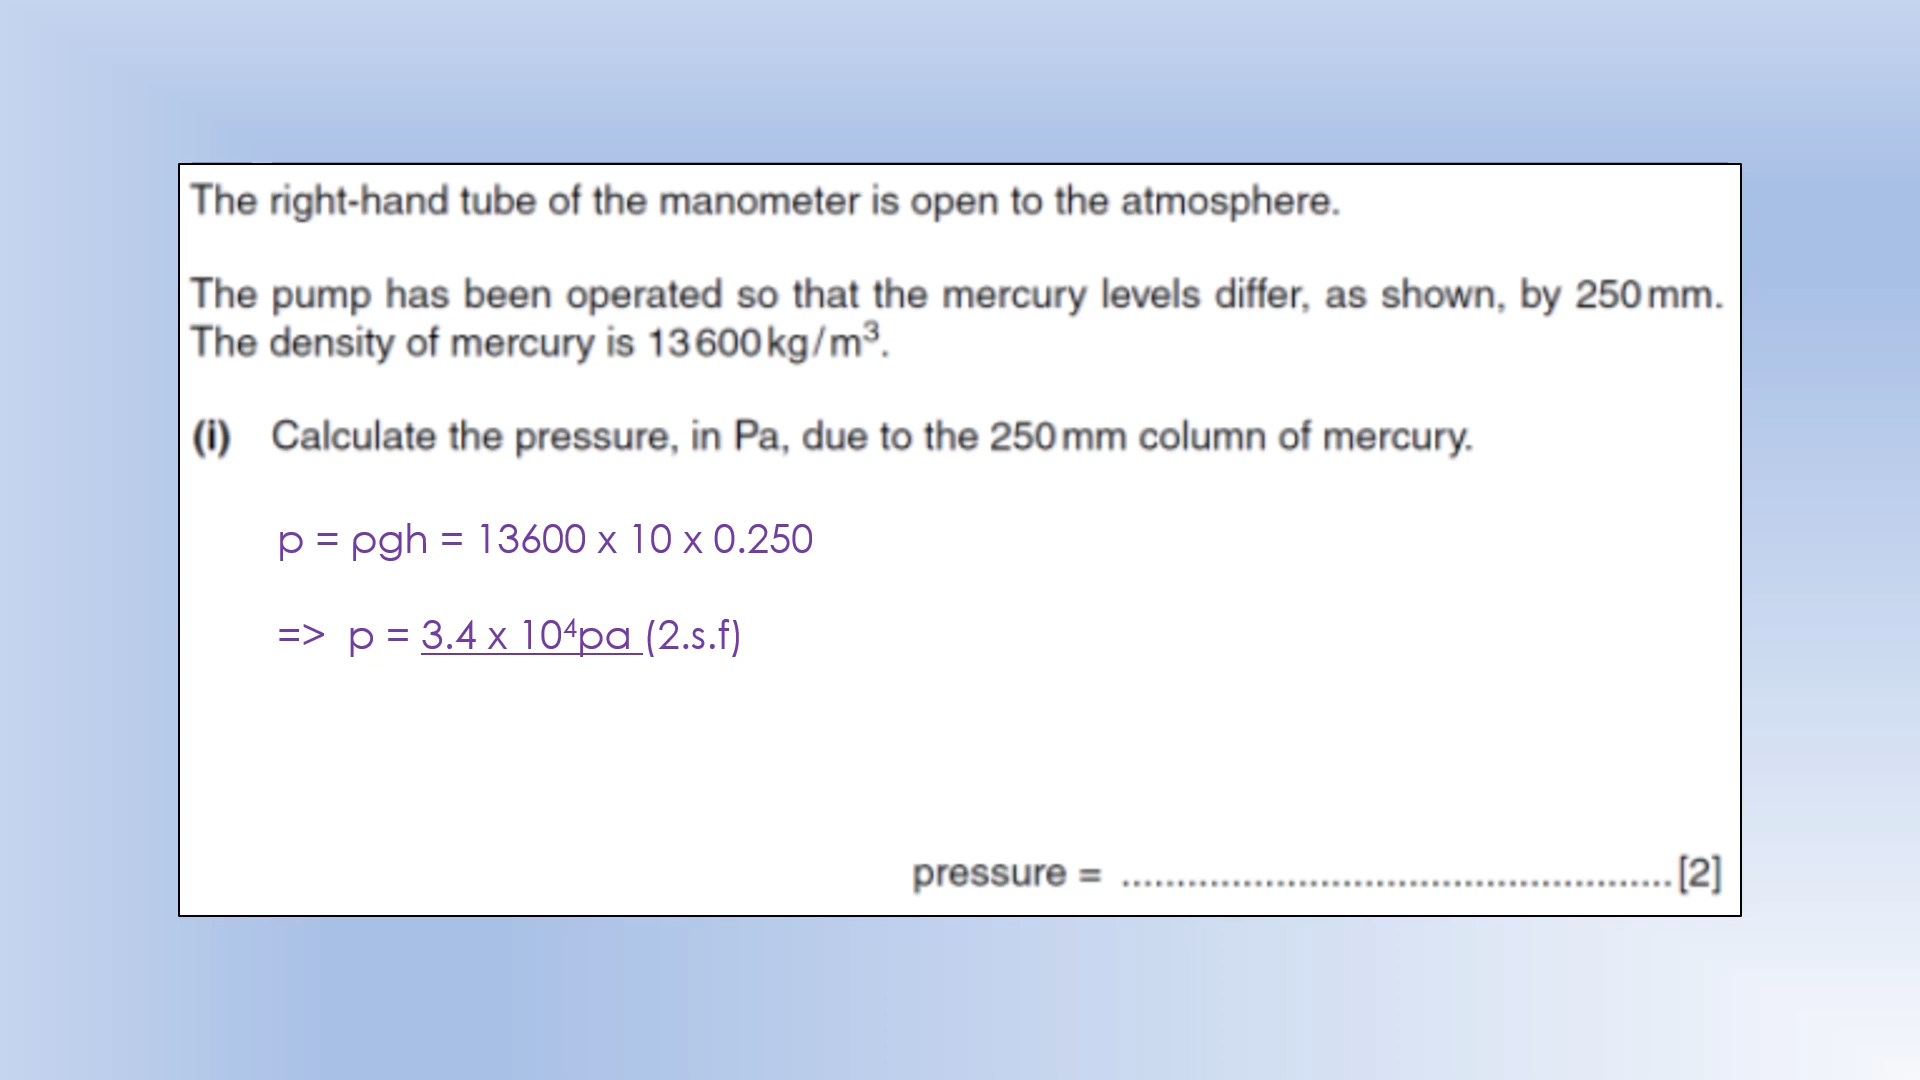 The right-hand tube of the manometer is open to the atmosphere.
The pump has been operated so that the mercury levels differ, as shown, by 250 mm.
The density of mercury is 13 600 kg/m³.
(i) Calculate the pressure, in Pa, due to the 250 mm column of mercury.
p = ρgh = 13600 x 10 x 0.250
=> p = 3.4 x 10⁴pa (2.s.f)
pressure = ................................................ [2]